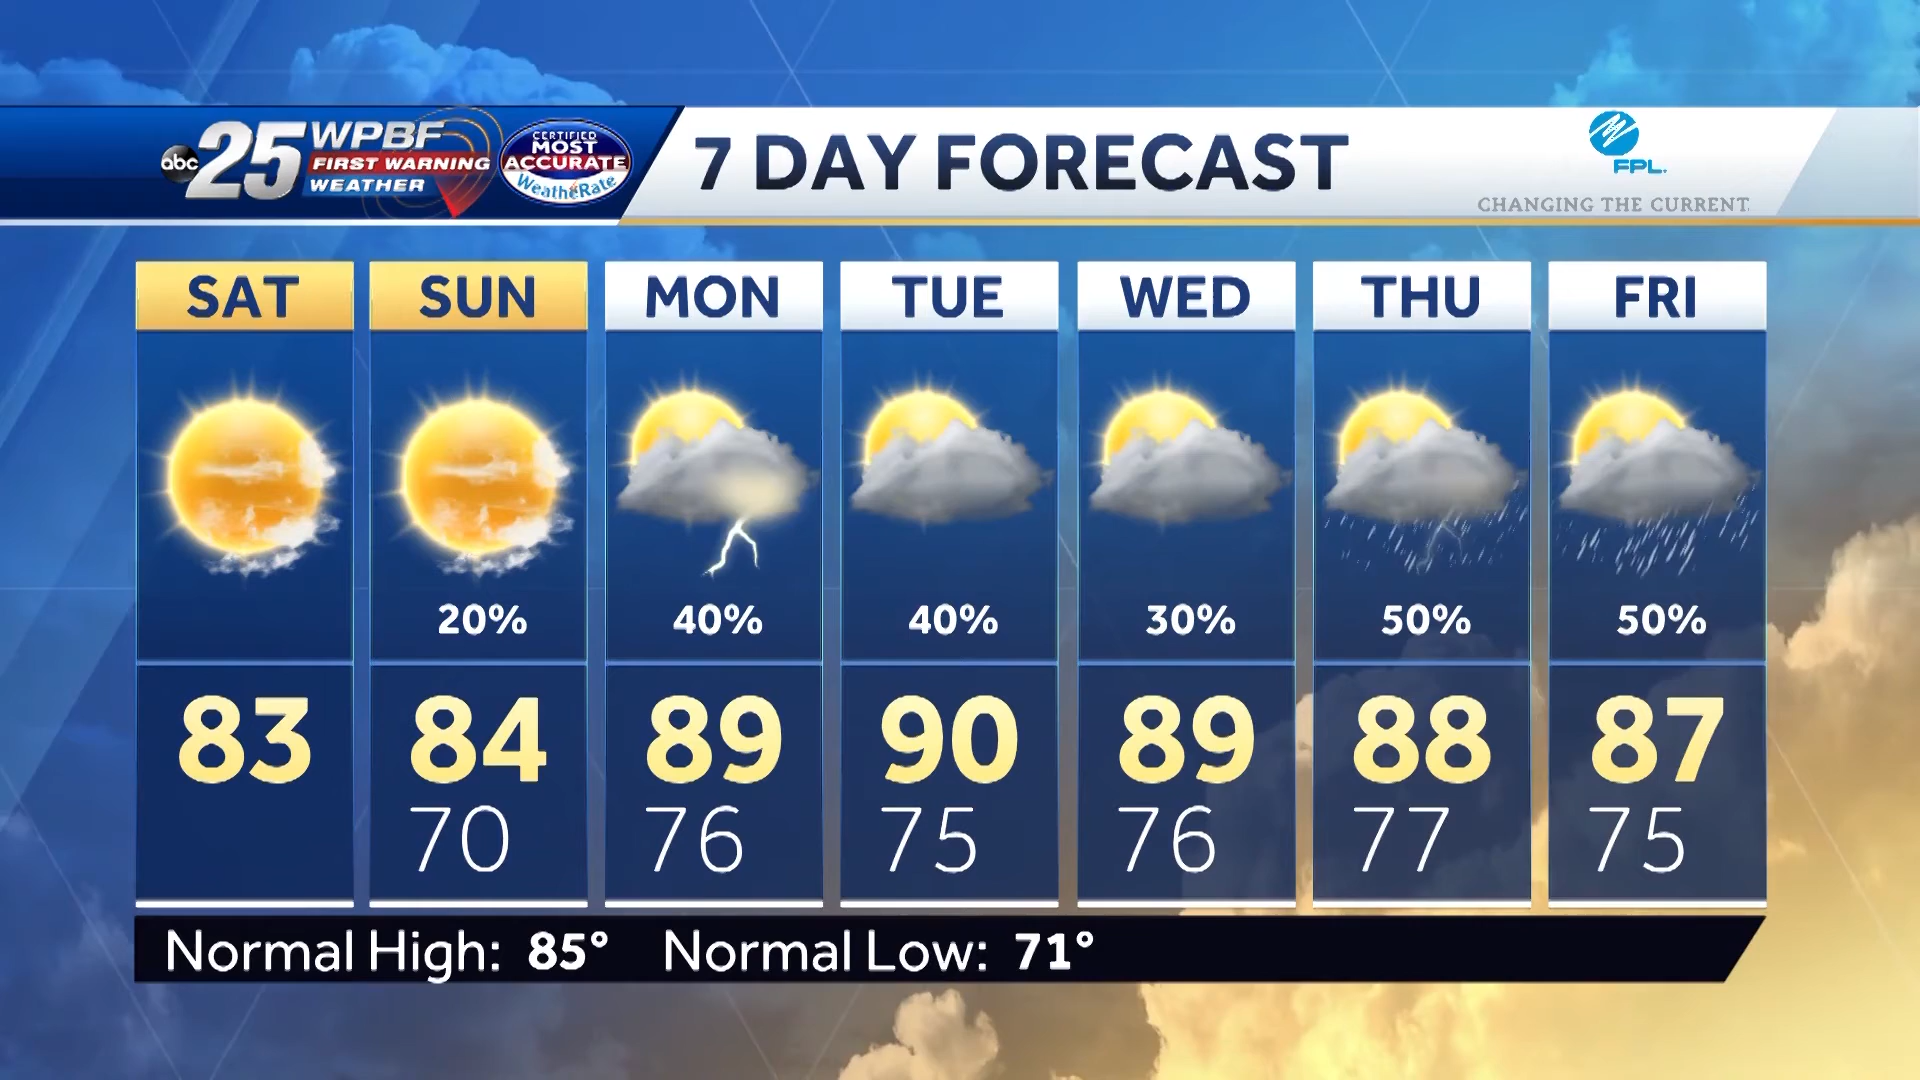 abc 25 WPBF
FIRST WARNING
WEATHER
CERTIFIED
MOST
ACCURATE
WeatheRate
7 DAY FORECAST
FPL.
CHANGING THE CURRENT.
SAT SUN MON TUE WED THU FRI
20% 40% 40% 30% 50% 50%
83 84 89 90 89 88 87
70 76 75 76 77 75
Normal High: 85° Normal Low: 71°